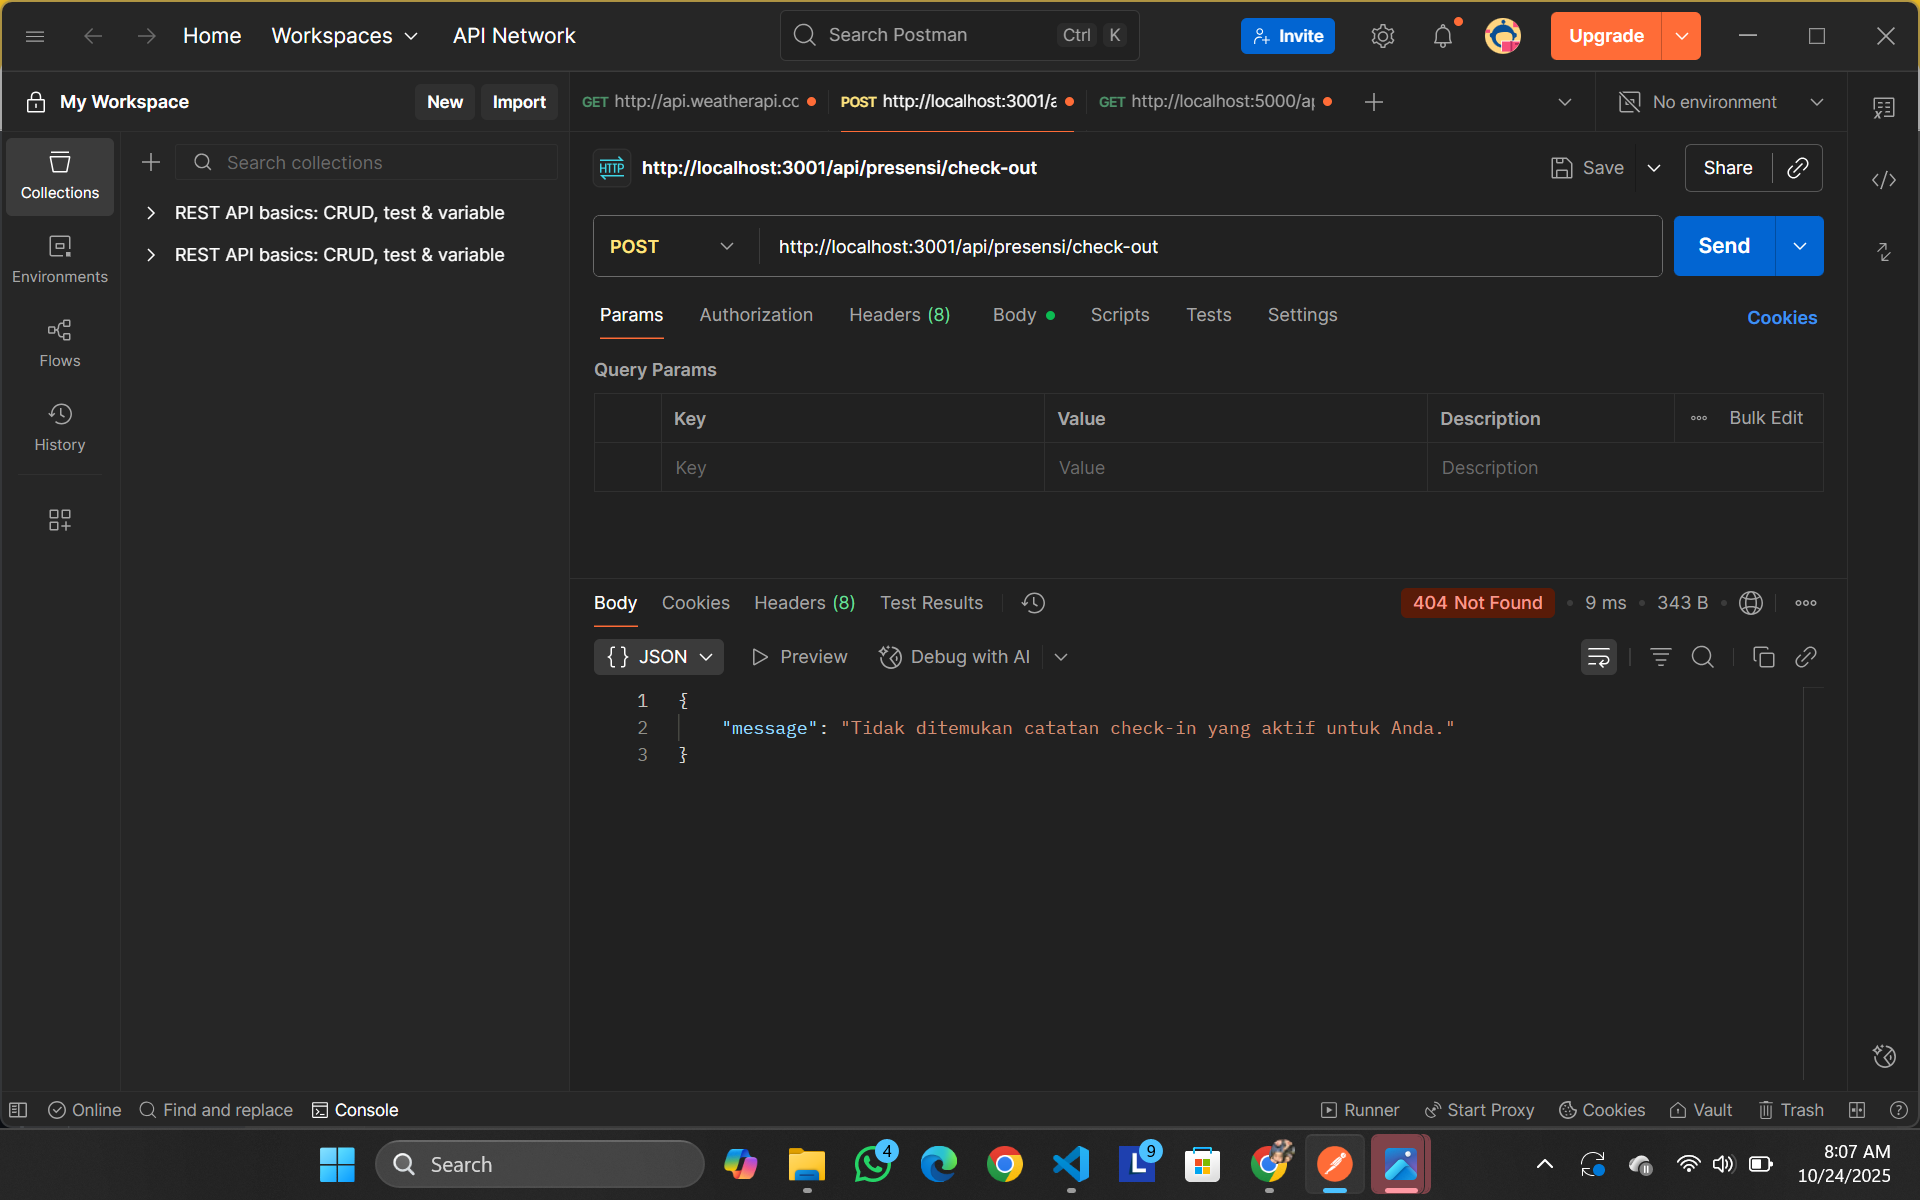 Home
Workspaces
API Network
Search Postman
Ctrl K
Invite
Upgrade
My Workspace
New
Import
GET http://api.weatherapi.cc
POST http://localhost:3001/a
GET http://localhost:5000/ap
No environment
Collections
Environments
Flows
History
Search collections
REST API basics: CRUD, test & variable
REST API basics: CRUD, test & variable
HTTP
http://localhost:3001/api/presensi/check-out
Save
Share
POST
http://localhost:3001/api/presensi/check-out
Send
Params
Authorization
Headers (8)
Body
Scripts
Tests
Settings
Cookies
Query Params
Key Value Description Bulk Edit
Key Value Description
Body
Cookies
Headers (8)
Test Results
404 Not Found
9 ms
343 B
{ } JSON
Preview
Debug with AI
1 {
2 "message": "Tidak ditemukan catatan check-in yang aktif untuk Anda."
3 }
Online
Find and replace
Console
Runner
Start Proxy
Cookies
Vault
Trash
Search
4
L
9
8:07 AM
10/24/2025